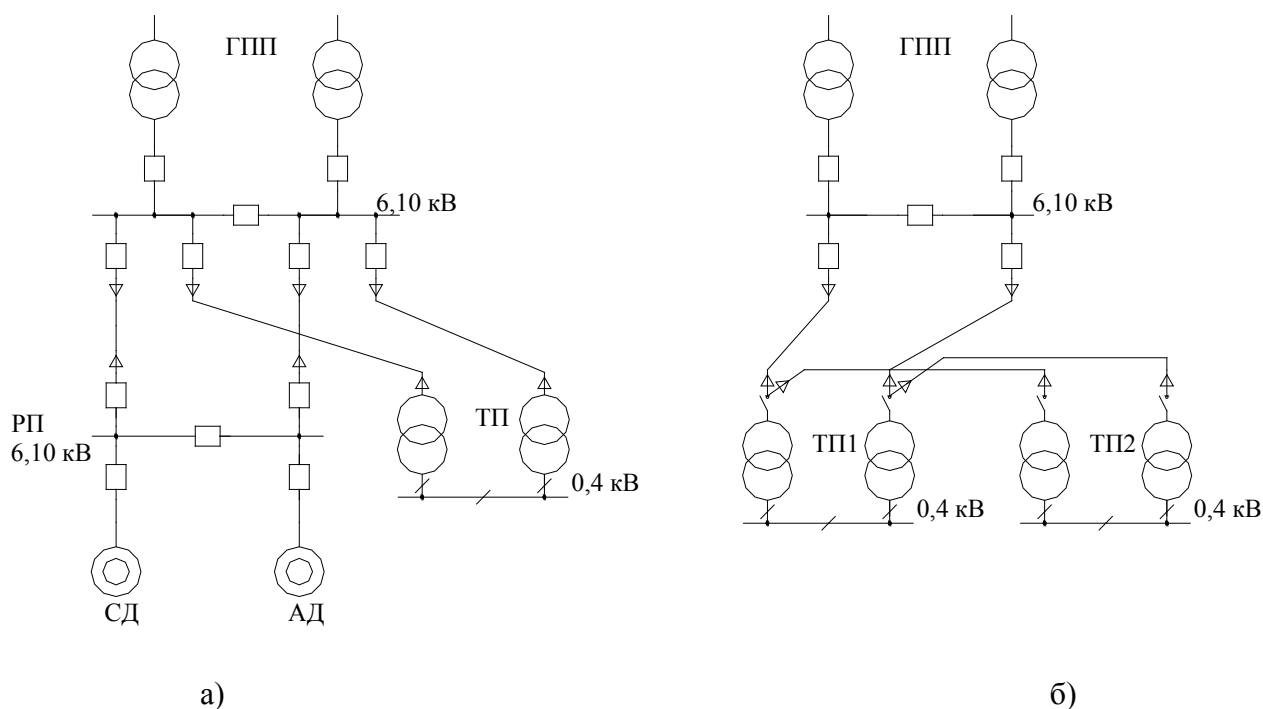 ГПП
6,10 кВ
РП
6,10 кВ
ТП
0,4 кВ
СД
АД
а)
ГПП
6,10 кВ
ТП1
ТП2
0,4 кВ
0,4 кВ
б)